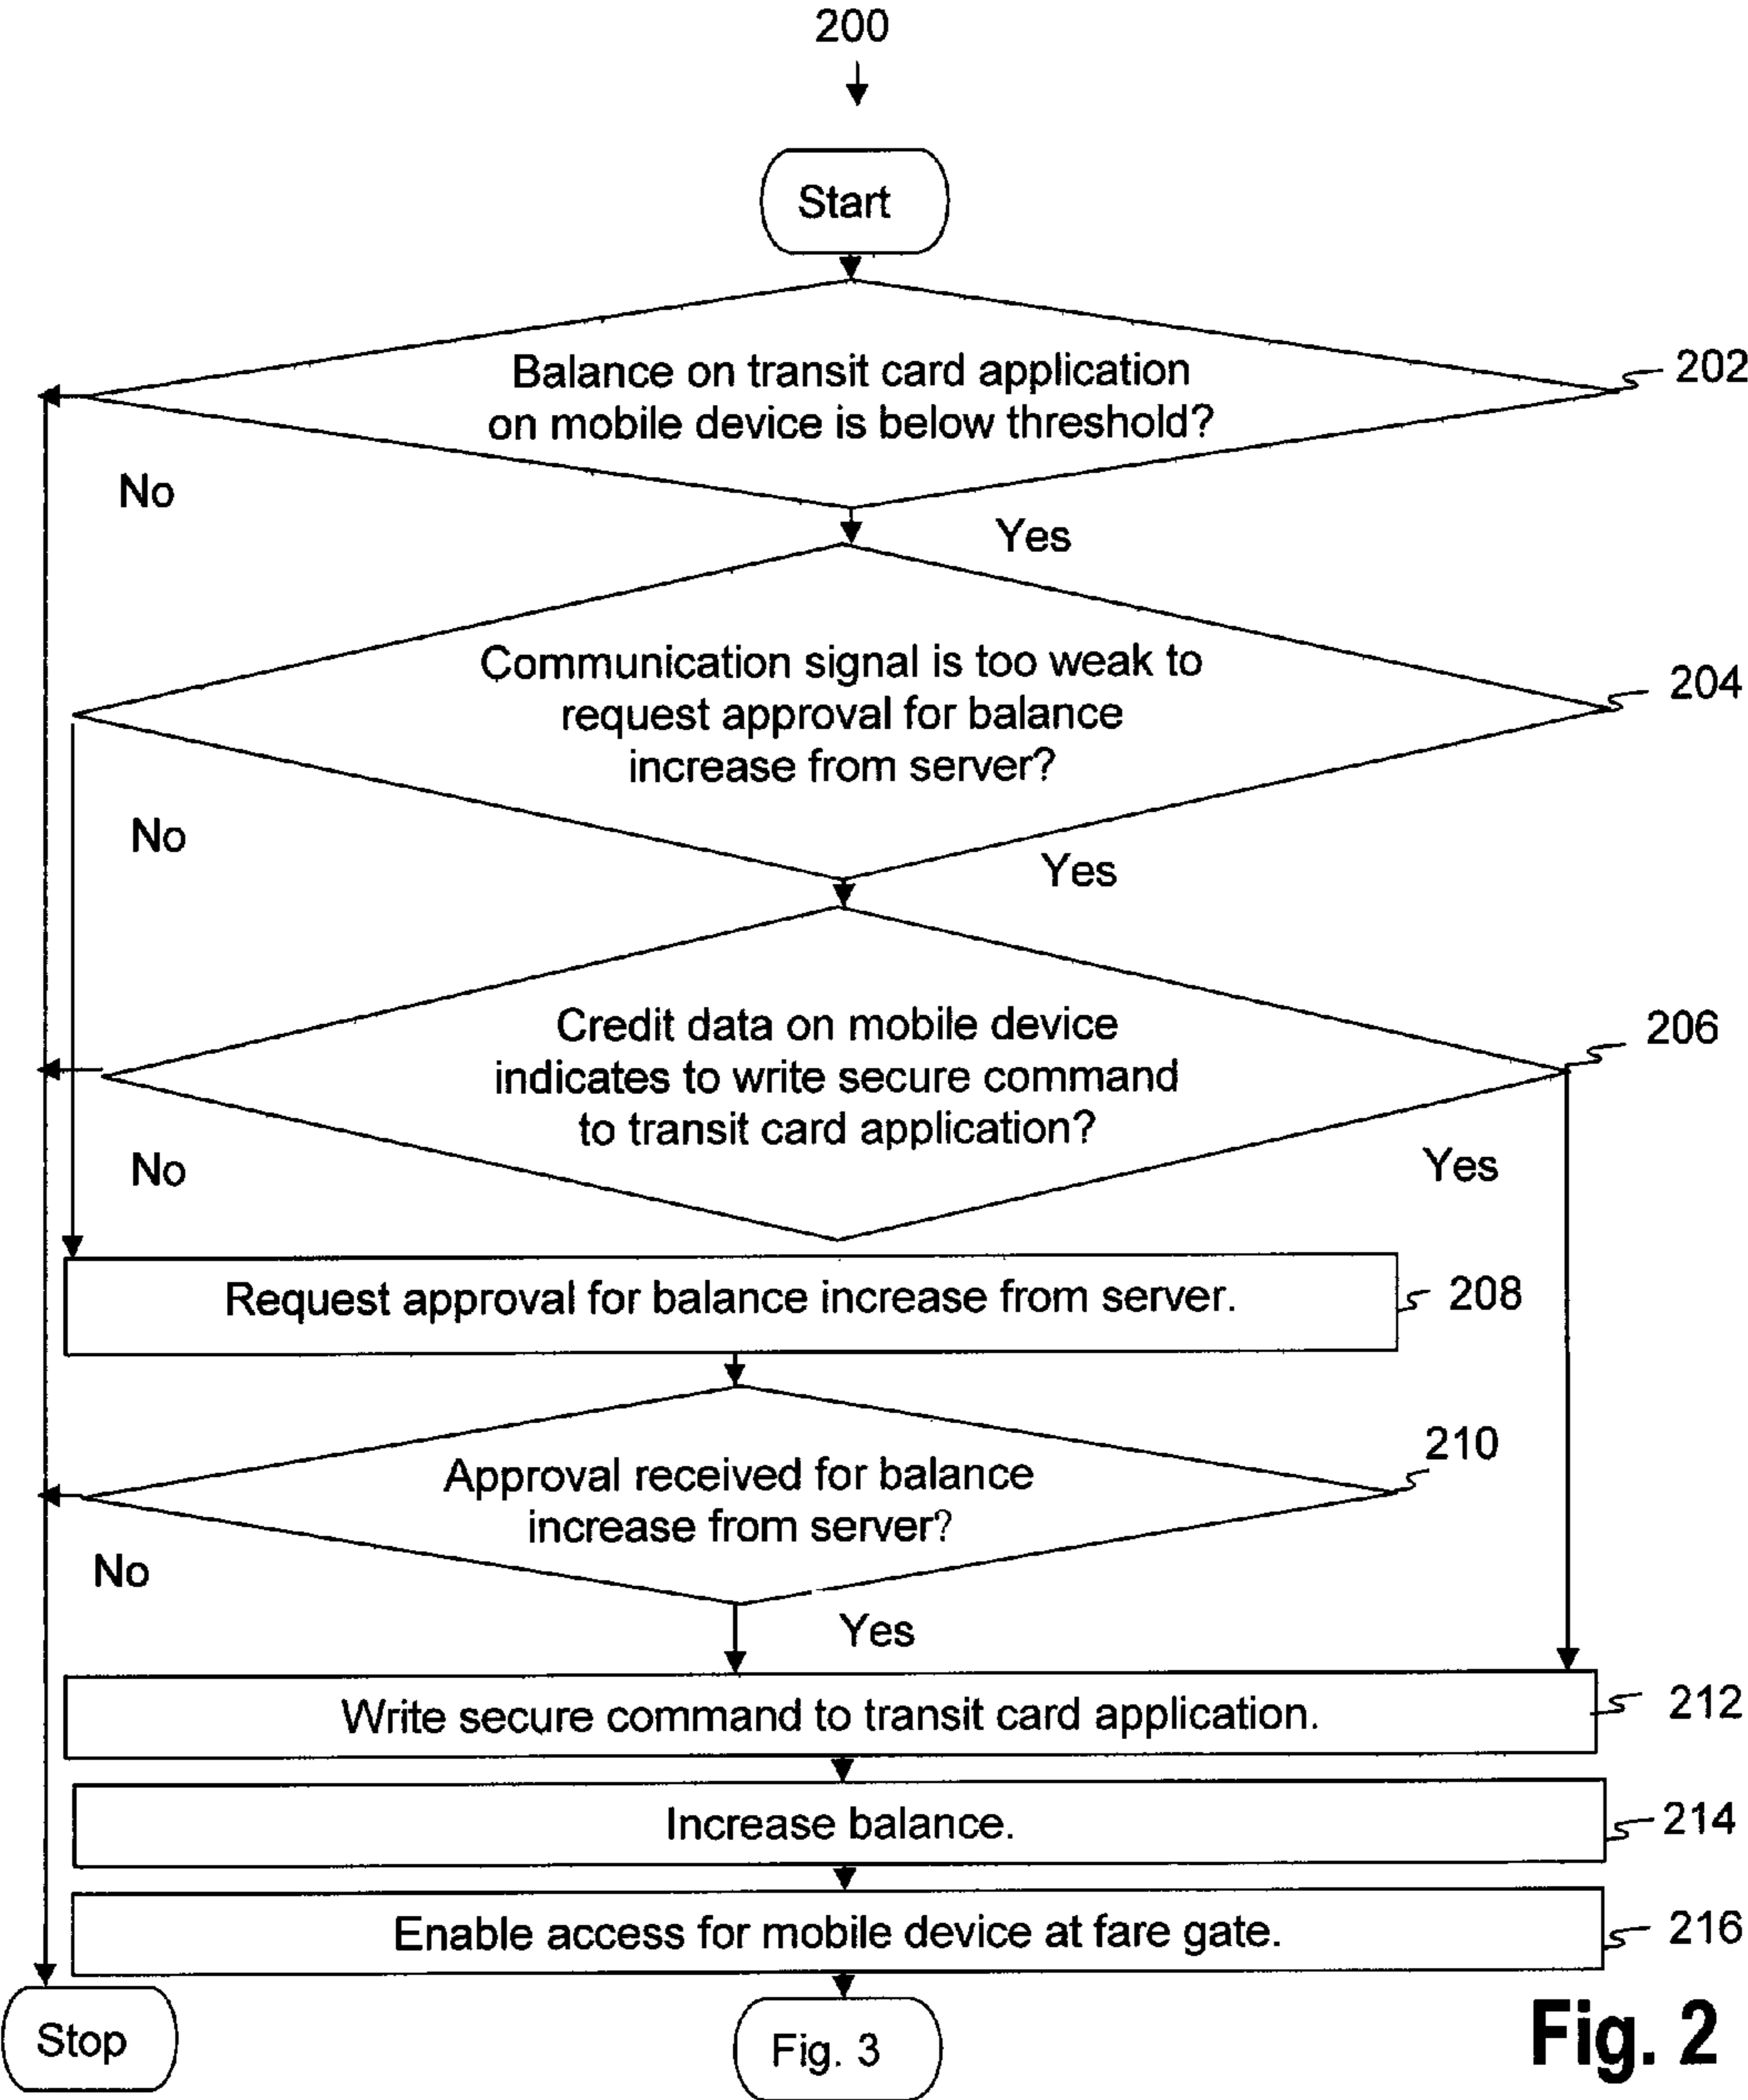 200
Start
Balance on transit card application
on mobile device is below threshold?
202
No
Yes
Communication signal is too weak to
request approval for balance
increase from server?
204
No
Yes
Credit data on mobile device
indicates to write secure command
to transit card application?
206
No
Yes
Request approval for balance increase from server.
208
Approval received for balance
increase from server?
210
No
Yes
Write secure command to transit card application.
212
Increase balance.
214
Enable access for mobile device at fare gate.
216
Stop
Fig. 3
Fig. 2